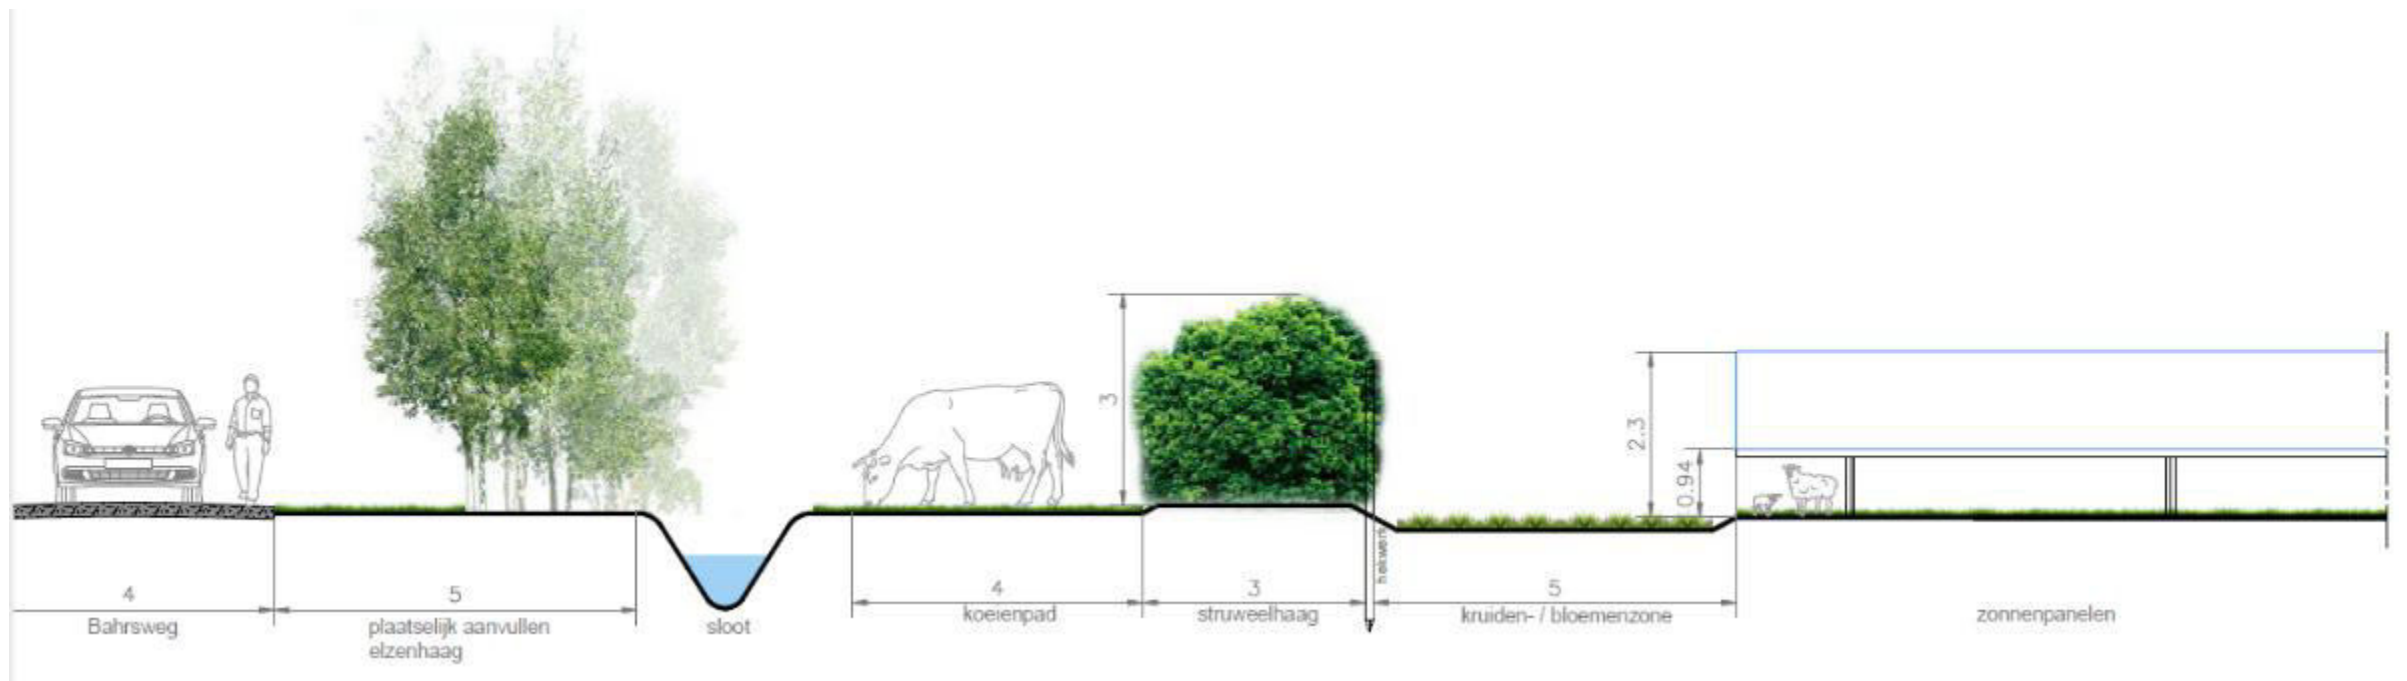 3
2.3
0.94
hekwerk
4
Bahrsweg
5
plaatselijk aanvullen
elzenhaag
sloot
4
koeienpad
3
struweelhaag
5
kruiden- / bloemenzone
zonnenpanelen